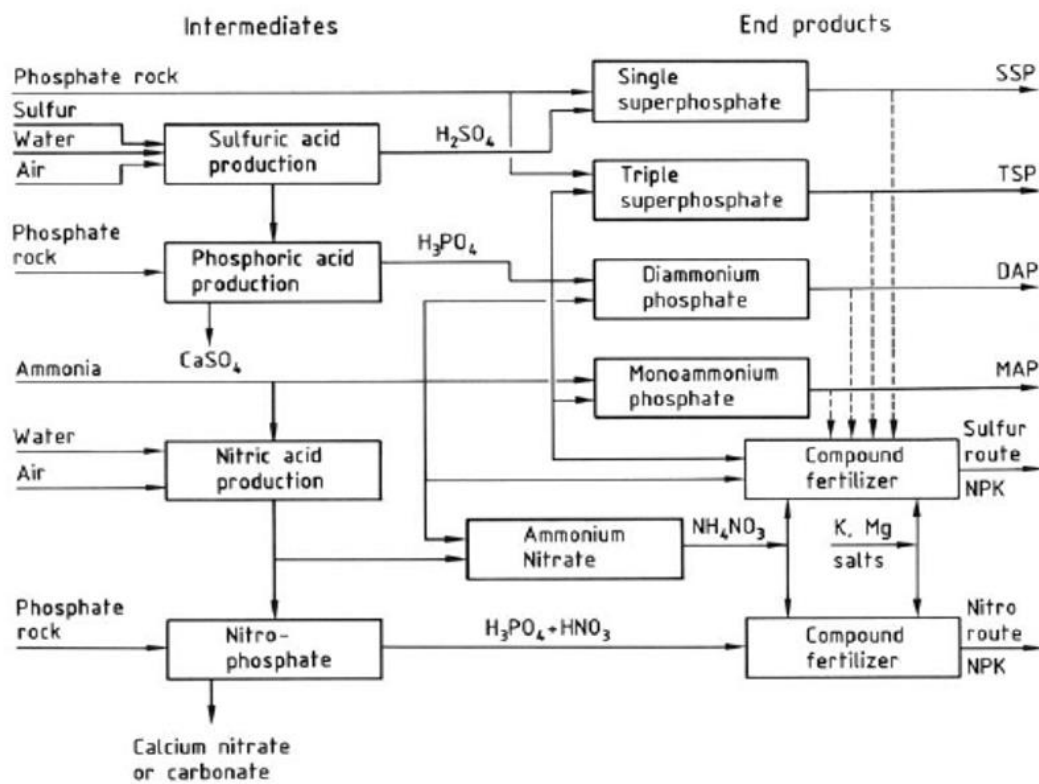 Intermediates
End products
Phosphate rock
Sulfur
Water
Air
Sulfuric acid
production
H₂SO₄
Single
superphosphate
SSP
Triple
superphosphate
TSP
Phosphate
rock
Phosphoric acid
production
H₃PO₄
Diammonium
phosphate
DAP
CaSO₄
Ammonia
Monoammonium
phosphate
MAP
Water
Air
Nitric acid
production
Compound
fertilizer
Sulfur
route
NPK
Ammonium
Nitrate
NH₄NO₃
K, Mg
salts
Phosphate
rock
Nitro-
phosphate
H₃PO₄+HNO₃
Compound
fertilizer
Nitro
route
NPK
Calcium nitrate
or carbonate